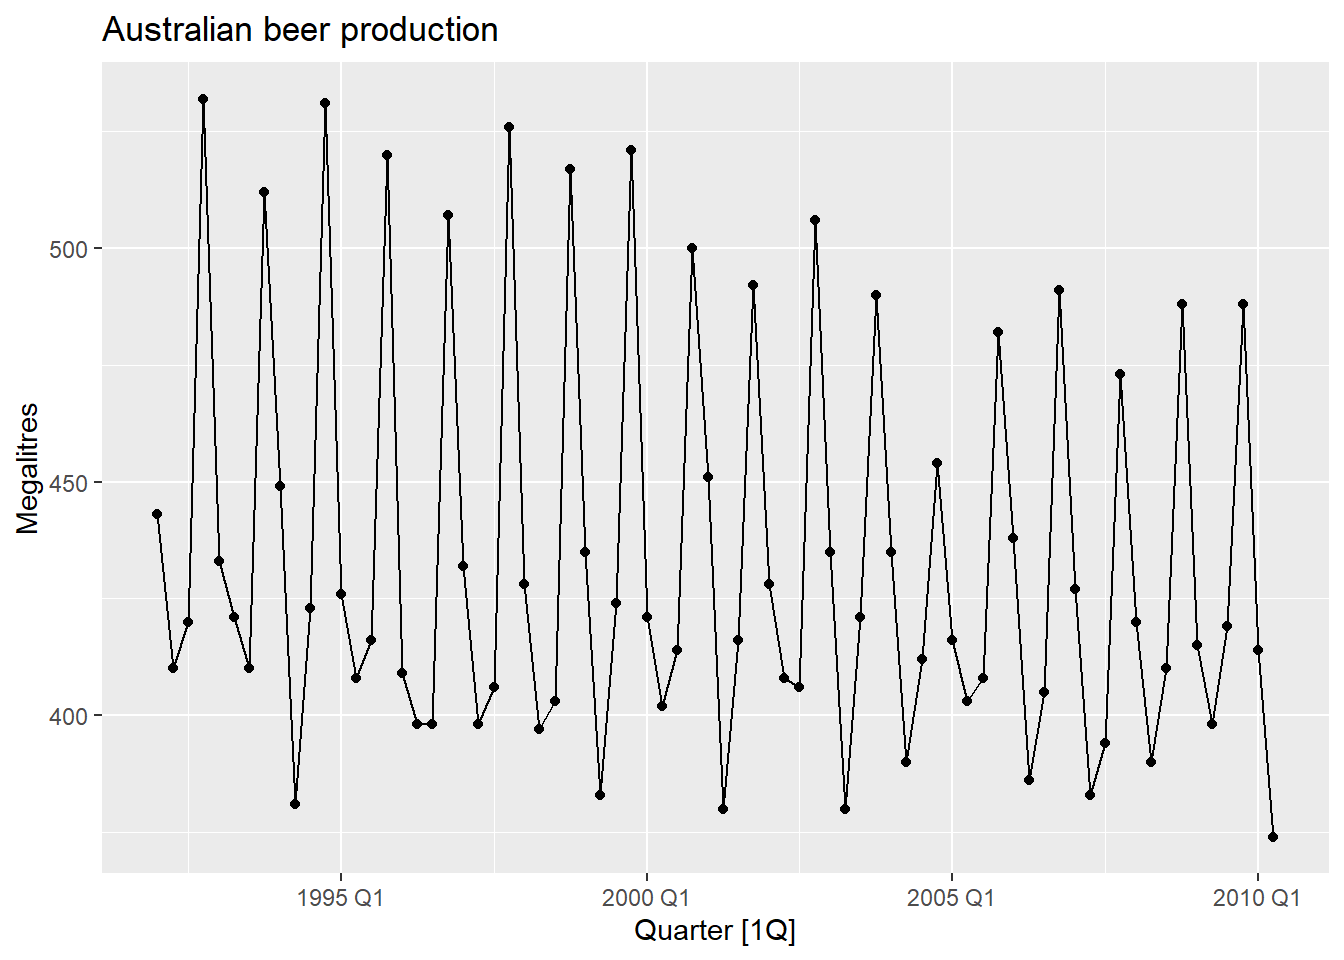 Australian beer production
500
450
400
Megalitres
1995 Q1
2000 Q1
2005 Q1
2010 Q1
Quarter [1Q]